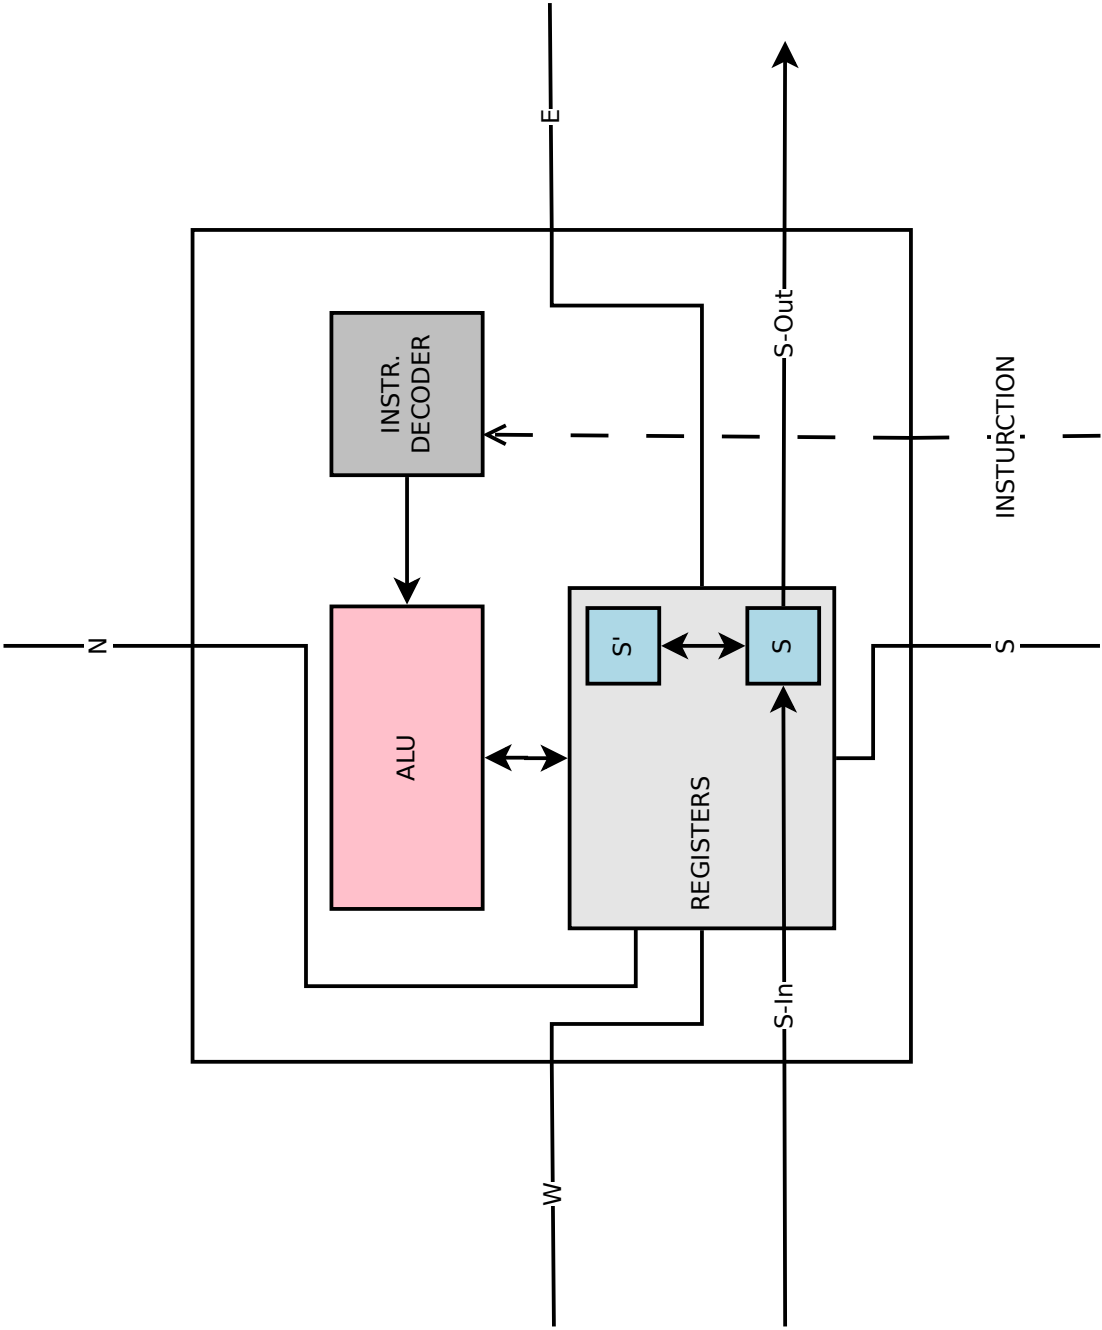 N
INSTR.
DECODER
ALU
W
E
REGISTERS
S'
S
S-In
S-Out
S
INSTURCTION